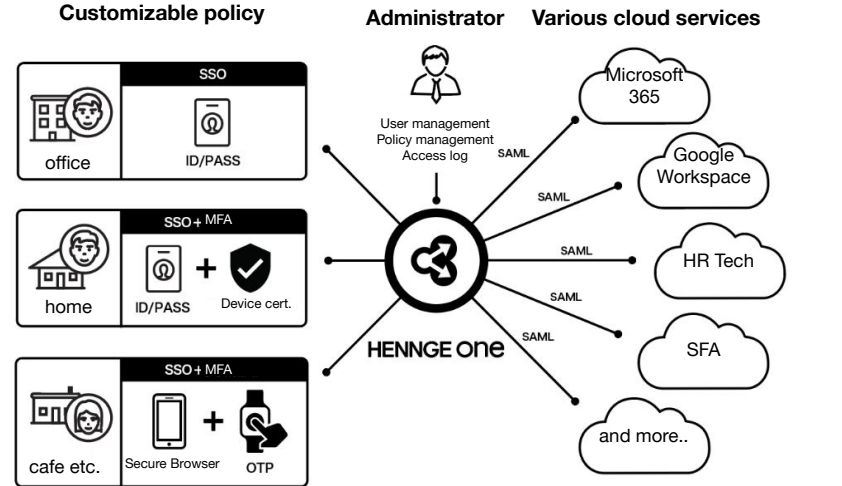 Customizable policy
Administrator
Various cloud services
SSO
ID/PASS
office
SSO+ MFA
ID/PASS
+
Device cert.
home
SSO+ MFA
Secure Browser
+
OTP
cafe etc.
User management
Policy management
Access log
HENNGE one
SAML
SAML
SAML
SAML
SAML
Microsoft
365
Google
Workspace
HR Tech
SFA
and more..